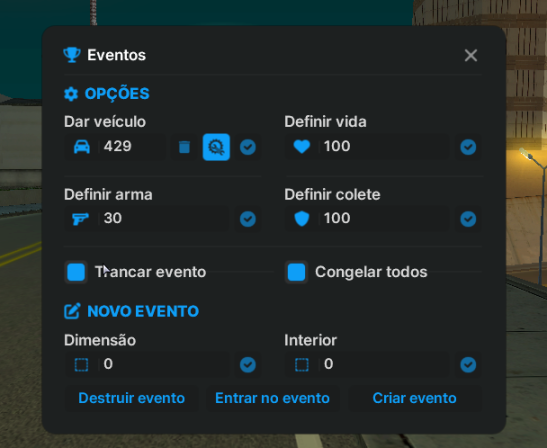 Eventos
OPÇÕES
Dar veículo
Definir vida
429
100
Definir arma
Definir colete
30
100
Trancar evento
Congelar todos
NOVO EVENTO
Dimensão
Interior
0
0
Destruir evento
Entrar no evento
Criar evento